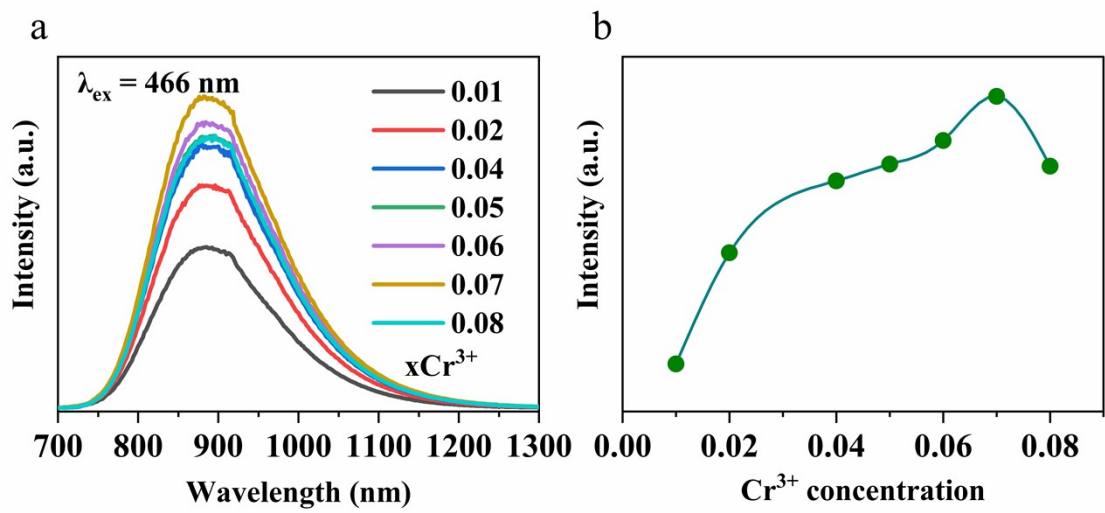 a
λex = 466 nm
0.01
0.02
0.04
0.05
0.06
0.07
0.08
xCr3+
Intensity (a.u.)
700 800 900 1000 1100 1200 1300
Wavelength (nm)
b
Intensity (a.u.)
0.00 0.02 0.04 0.06 0.08
Cr3+ concentration